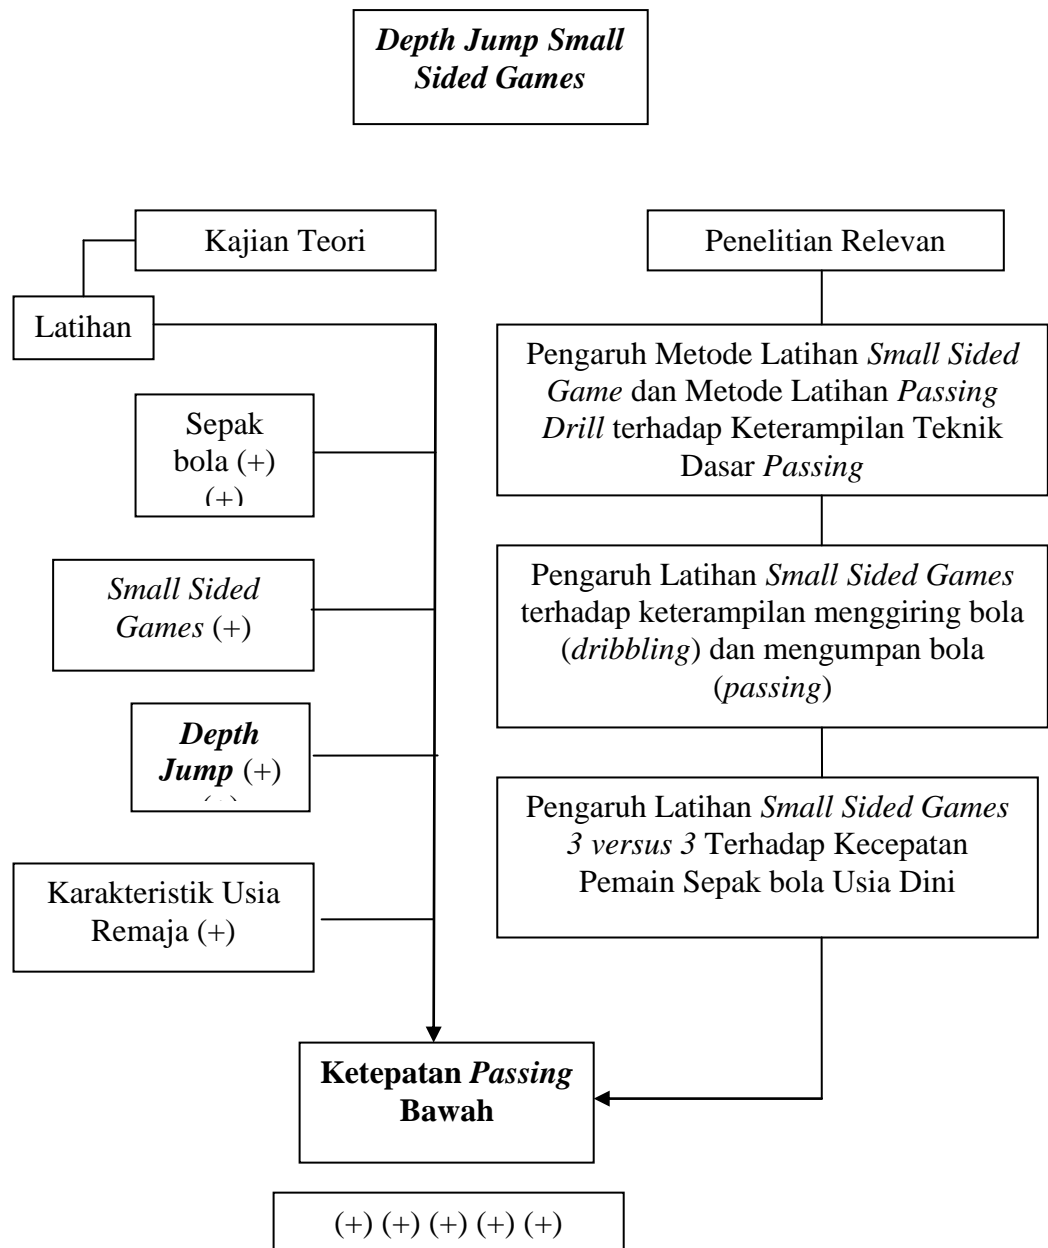 Depth Jump Small
Sided Games
Kajian Teori
Latihan
Sepak
bola (+)
(+)
Small Sided
Games (+)
Depth
Jump (+)
Karakteristik Usia
Remaja (+)
Penelitian Relevan
Pengaruh Metode Latihan Small Sided
Game dan Metode Latihan Passing
Drill terhadap Keterampilan Teknik
Dasar Passing
Pengaruh Latihan Small Sided Games
terhadap keterampilan menggiring bola
(dribbling) dan mengumpan bola
(passing)
Pengaruh Latihan Small Sided Games
3 versus 3 Terhadap Kecepatan
Pemain Sepak bola Usia Dini
Ketepatan Passing
Bawah
(+) (+) (+) (+) (+)